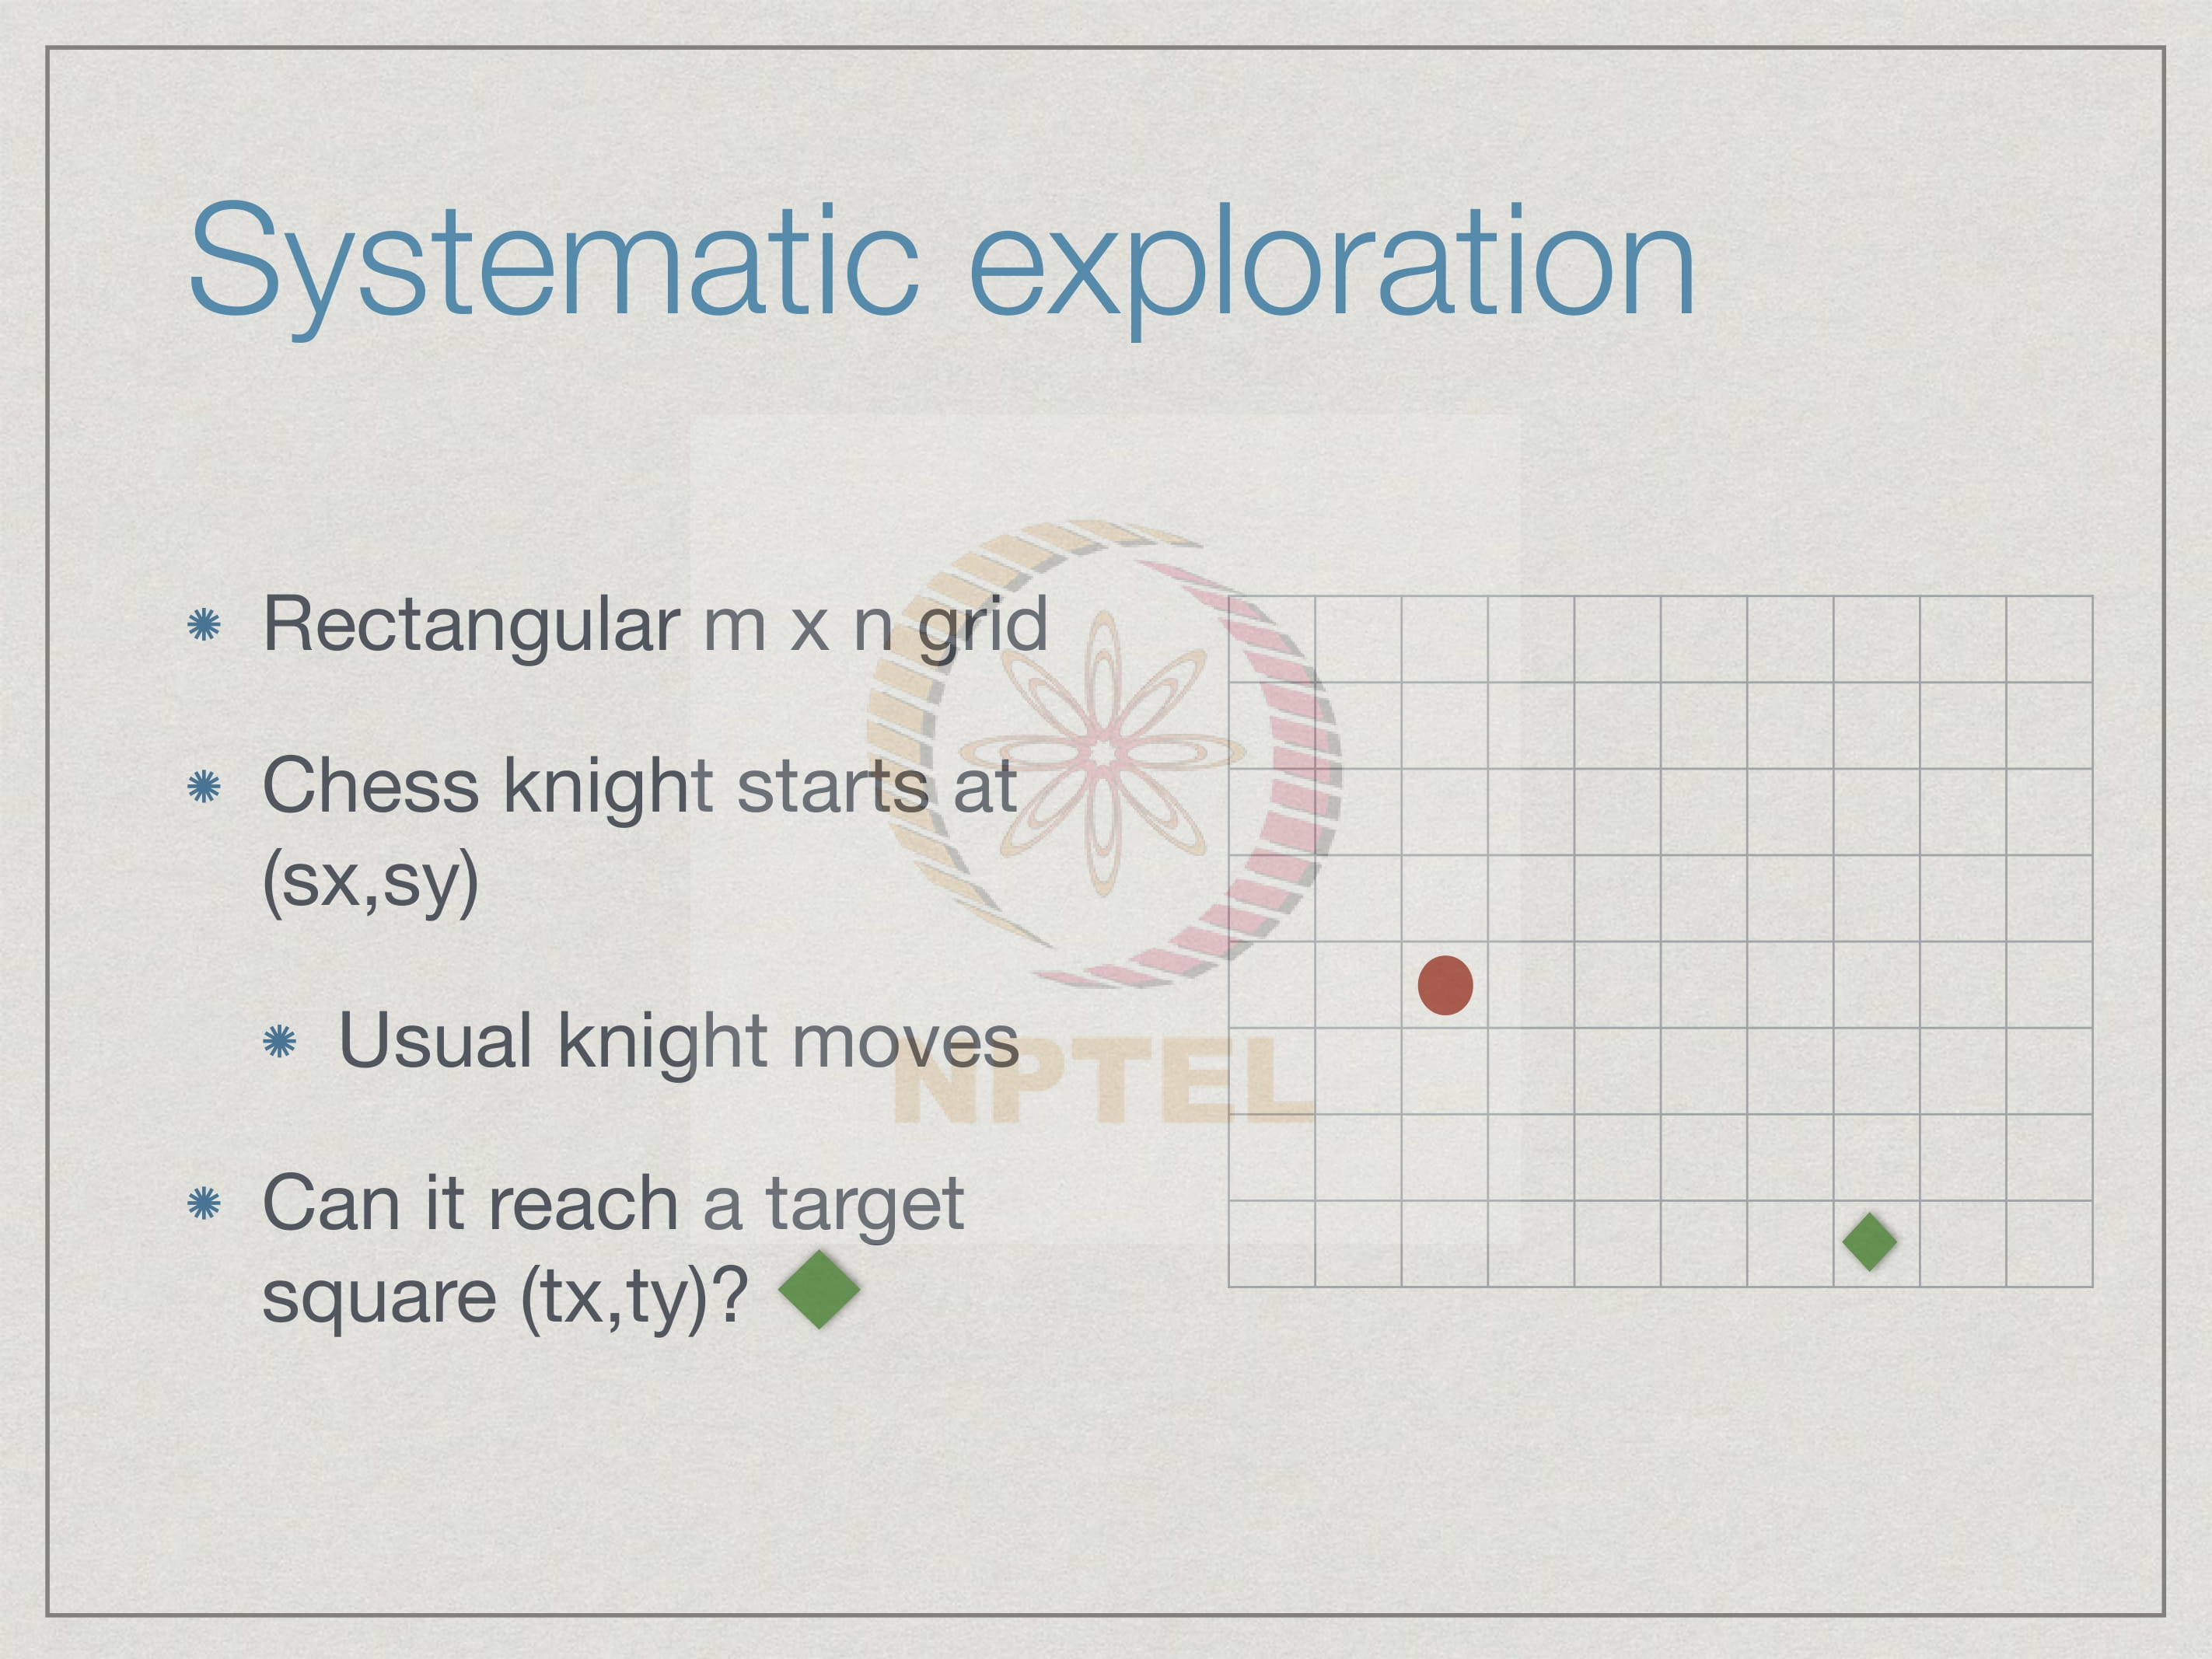 Systematic exploration
Rectangular m x n grid
Chess knight starts at
(sx,sy)
Usual knight moves
Can it reach a target
square (tx,ty)?
NPTEL